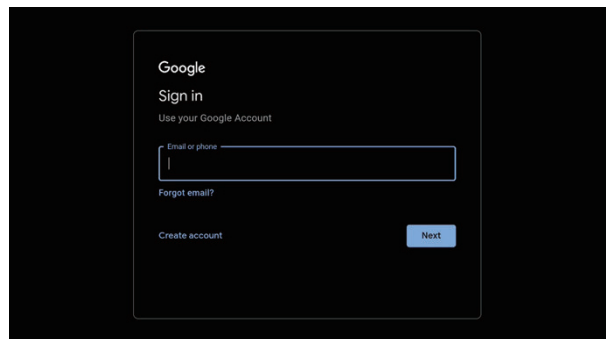 Google
Sign in
Use your Google Account
Email or phone
Forgot email?
Create account
Next